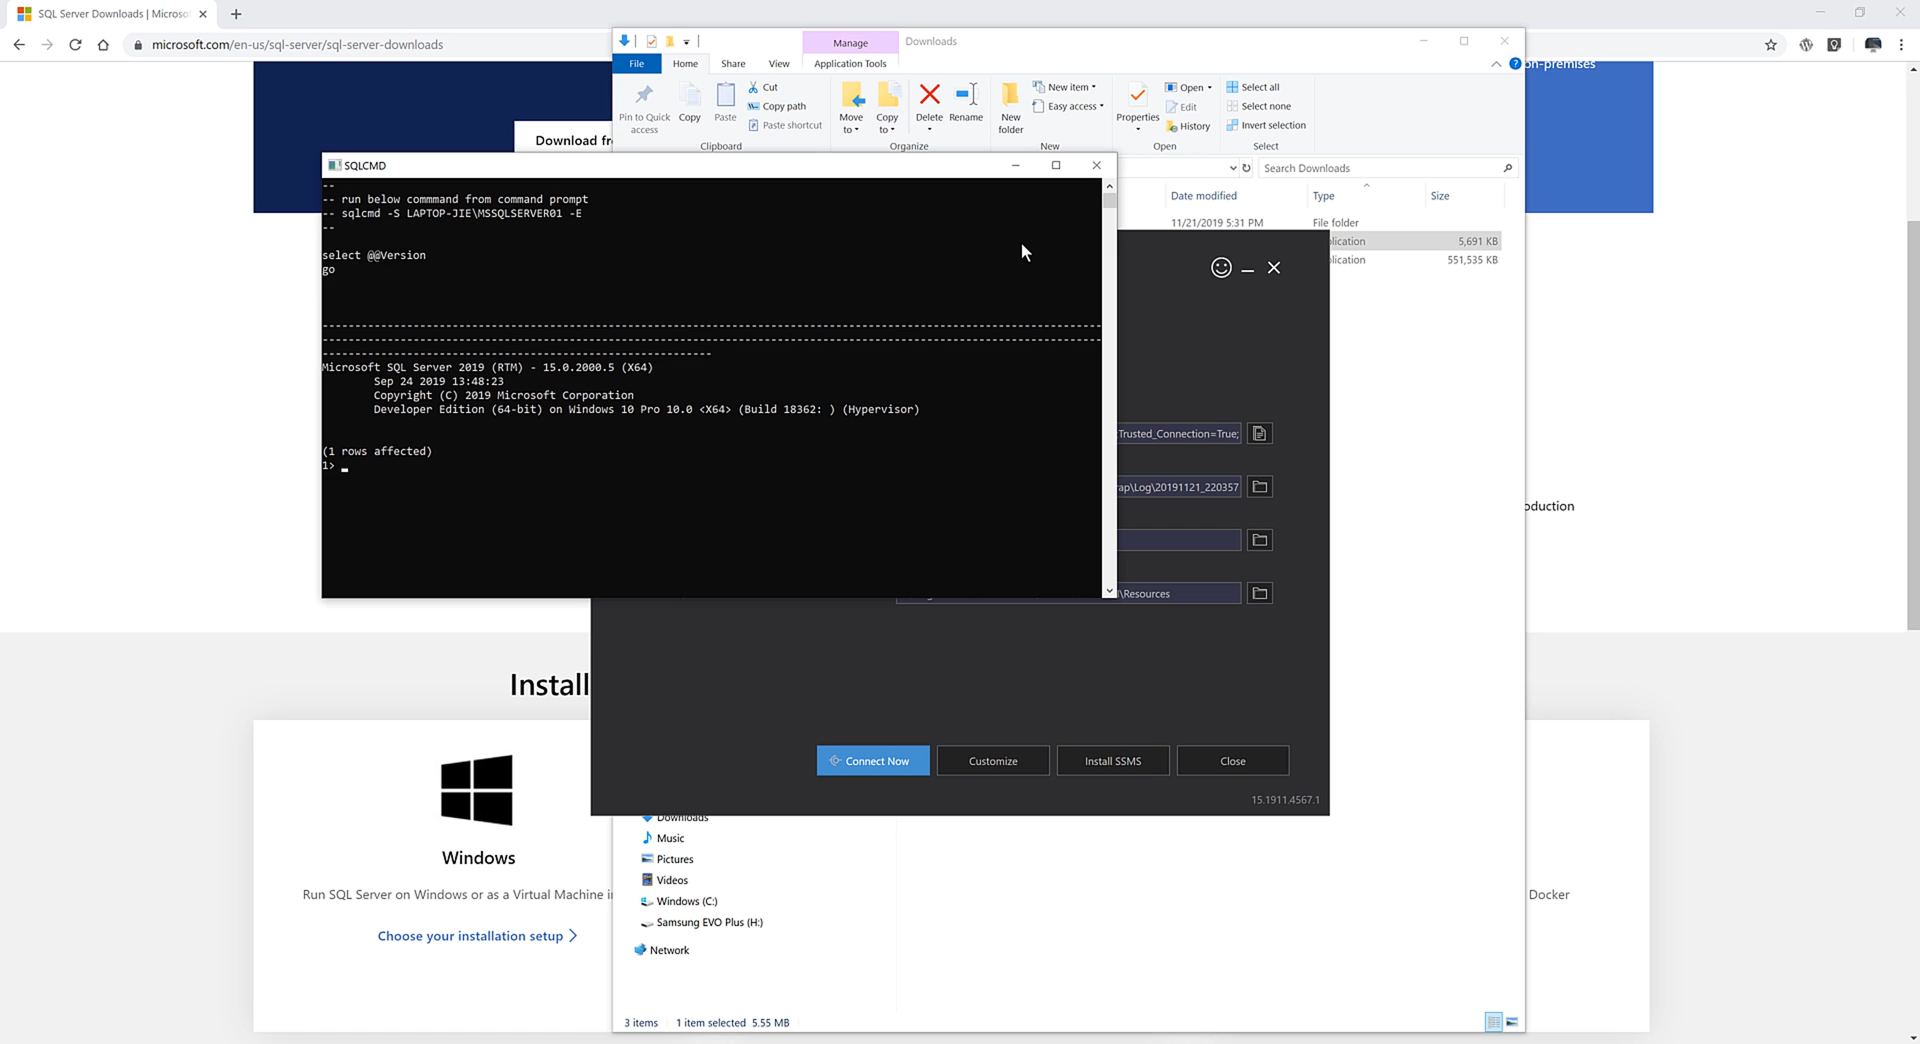 SQL Server Downloads | Microso
microsoft.com/en-us/sql-server/sql-server-downloads
on-premises
Download fr
Manage
Downloads
File
Home
Share
View
Application Tools
Pin to Quick
access
Copy
Paste
Cut
Copy path
Paste shortcut
Clipboard
Move
to
Copy
to
Delete
Rename
Organize
New
folder
New item
Easy access
New
Properties
Open
Edit
History
Open
Select all
Select none
Invert selection
Select
Search Downloads
Date modified
Type
Size
11/21/2019 5:31 PM
File folder
plication
5,691 KB
plication
551,535 KB
SQLCMD
--
-- run below commmand from command prompt
-- sqlcmd -S LAPTOP-JIE\MSSQLSERVER01 -E
--
select @@Version
go
Microsoft SQL Server 2019 (RTM) - 15.0.2000.5 (X64)
Sep 24 2019 13:48:23
Copyright (C) 2019 Microsoft Corporation
Developer Edition (64-bit) on Windows 10 Pro 10.0 <X64> (Build 18362: ) (Hypervisor)
(1 rows affected)
1> _
Trusted_Connection=True;
rap\Log\20191121_220357
\Resources
Connect Now
Customize
Install SSMS
Close
15.1911.4567.1
oduction
Install
Windows
Run SQL Server on Windows or as a Virtual Machine i
Choose your installation setup >
Docker
Downloads
Music
Pictures
Videos
Windows (C:)
Samsung EVO Plus (H:)
Network
3 items
1 item selected 5.55 MB